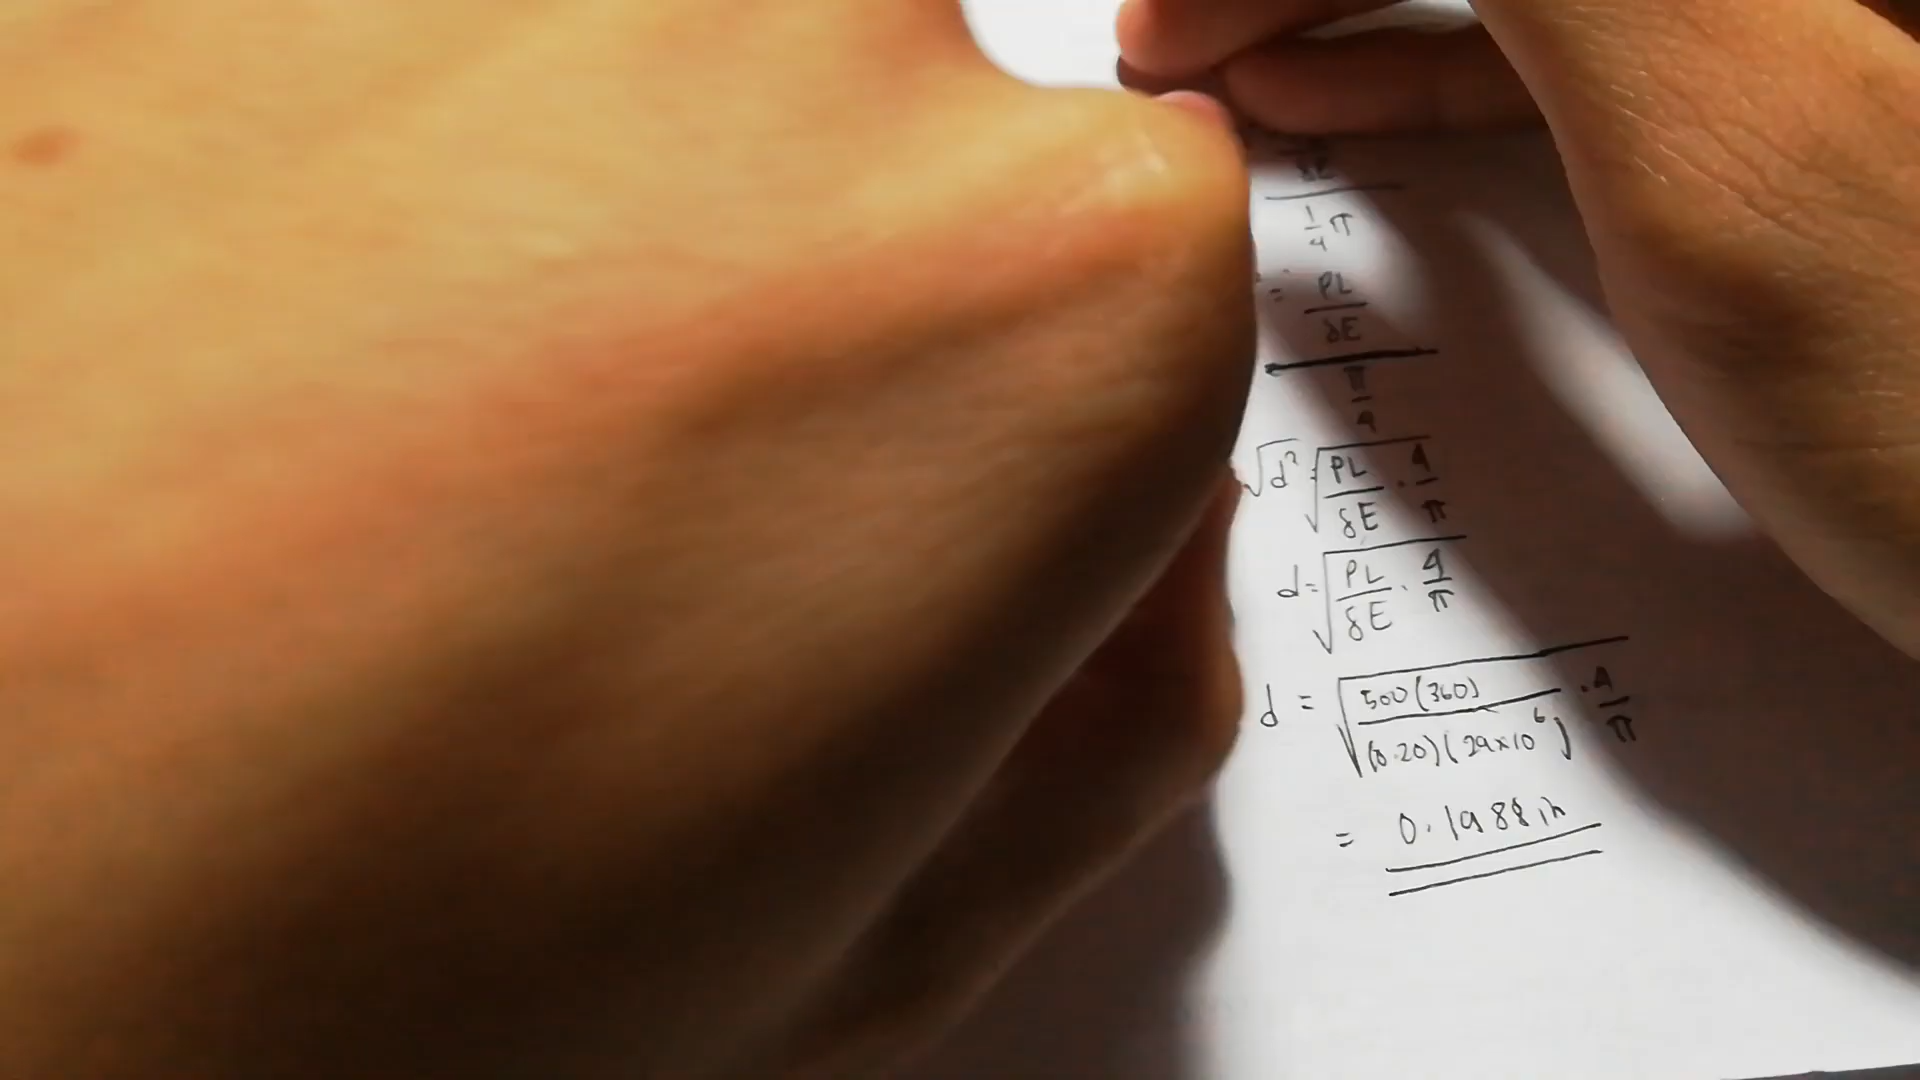 1/4 π
= PL/δE
π/4
√d² = √(PL/δE · 4/π)
d = √(PL/δE · 4/π)
d = √(500(360)/(0.20)(29x10⁶) · 4/π)
= 0.1988 in